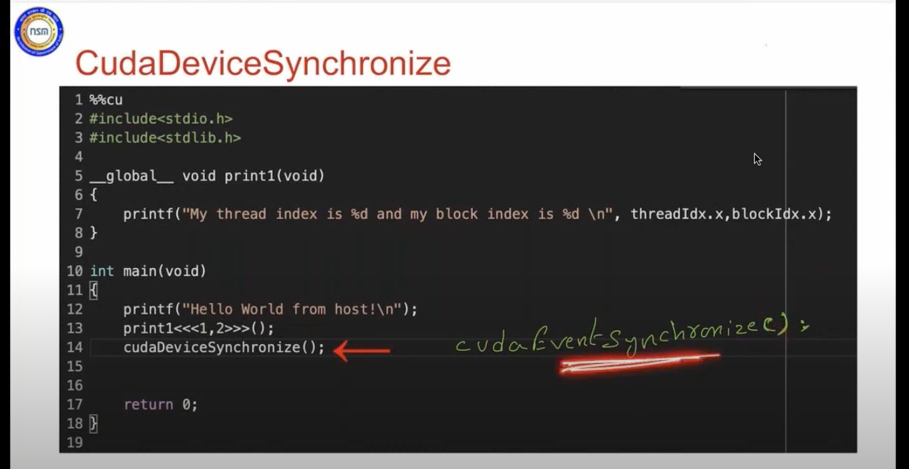 nsm
CudaDeviceSynchronize
1 %%cu
2 #include<stdio.h>
3 #include<stdlib.h>
4
5 __global__ void print1(void)
6 {
7 printf("My thread index is %d and my block index is %d \n", threadIdx.x,blockIdx.x);
8 }
9
10 int main(void)
11 {
12 printf("Hello World from host!\n");
13 print1<<<1,2>>>();
14 cudaDeviceSynchronize();
cudaEventSynchronize();
15
16
17 return 0;
18 }
19